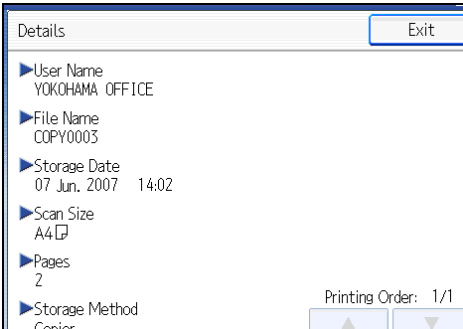 Details
Exit
▶User Name
YOKOHAMA OFFICE
▶File Name
COPY0003
▶Storage Date
07 Jun. 2007 14:02
▶Scan Size
A4
▶Pages
2
▶Storage Method
Copier
Printing Order: 1/1
▲ ▼